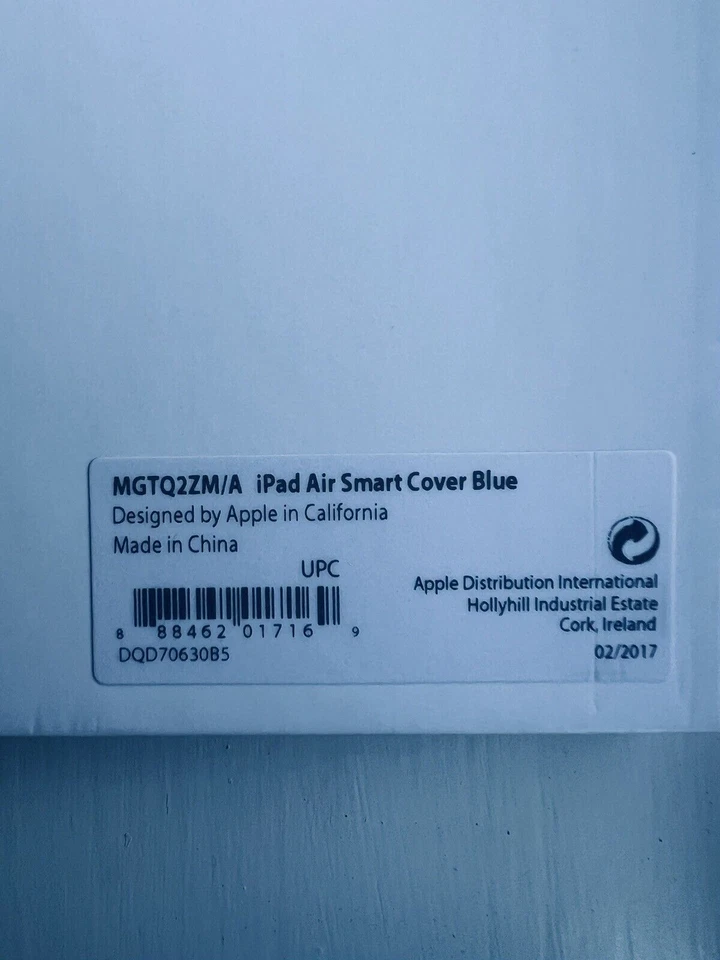 MGTQ2ZM/A iPad Air Smart Cover Blue
Designed by Apple in California
Made in China
UPC
8 88462 01716 9
DQD70630B5
Apple Distribution International
Hollyhill Industrial Estate
Cork, Ireland
02/2017